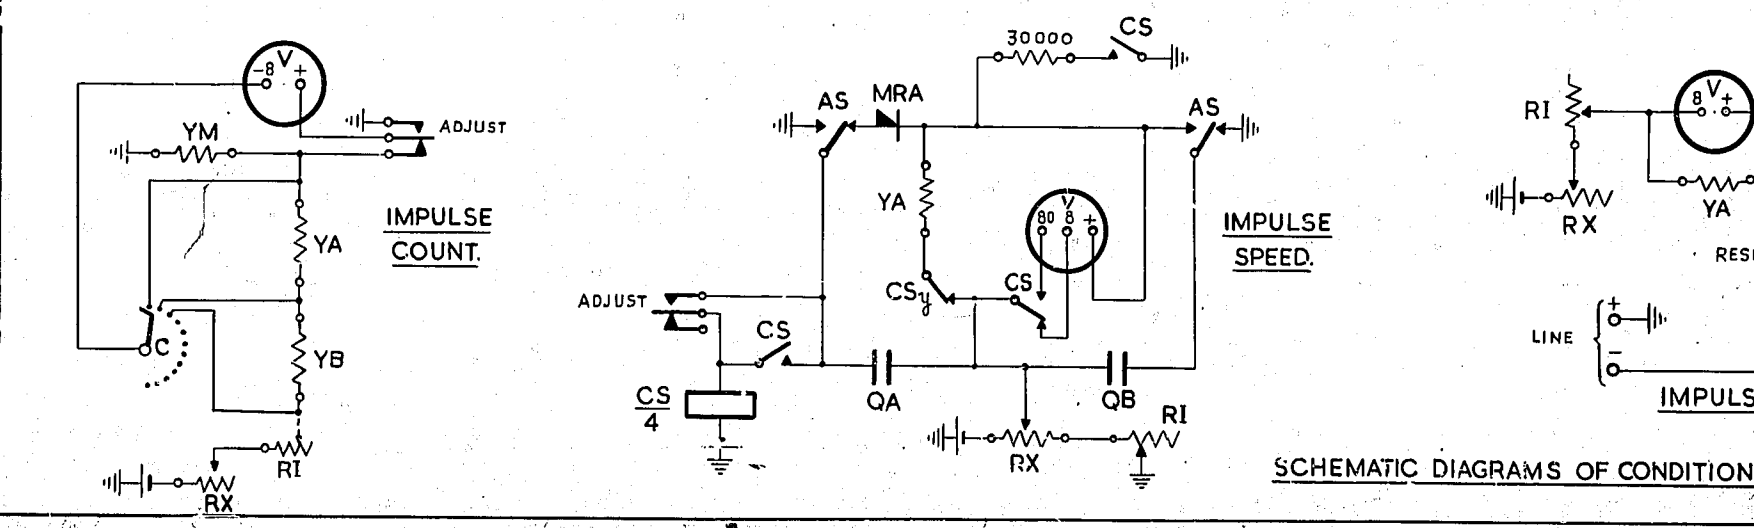 V
-8 +
YM
ADJUST
IMPULSE
COUNT.
YA
C
YB
RI
RX
30000
CS
AS
MRA
AS
YA
V
80 8 +
IMPULSE
SPEED.
CSy
CS
ADJUST
CS
CS
4
QA
QB
RI
RX
RI
V
8 +
RX
YA
RESI
LINE
+
-
IMPULS
SCHEMATIC DIAGRAMS OF CONDITION